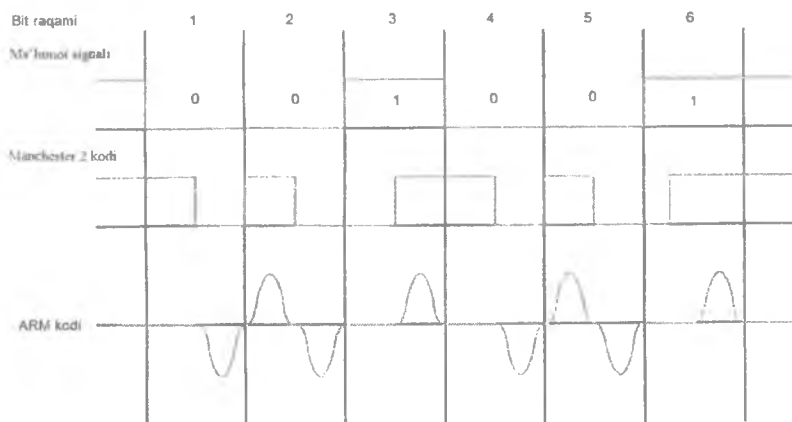 Bit raqami 1 2 3 4 5 6
Ma'lumot signali
0 0 1 0 0 1
Manchester 2 kodi
ARM kodi